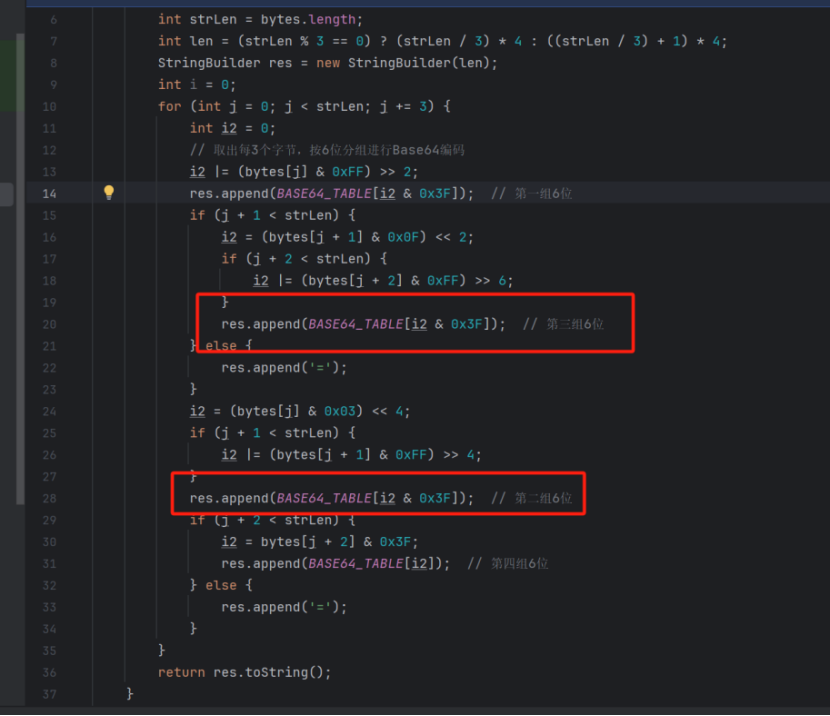 6 int strLen = bytes.length;
7 int len = (strLen % 3 == 0) ? (strLen / 3) * 4 : ((strLen / 3) + 1) * 4;
8 StringBuilder res = new StringBuilder(len);
9 int i = 0;
10 for (int j = 0; j < strLen; j += 3) {
11 int i2 = 0;
12 // 取出每3个字节，按6位分组进行Base64编码
13 i2 |= (bytes[j] & 0xFF) >> 2;
14 res.append(BASE64_TABLE[i2 & 0x3F]); // 第一组6位
15 if (j + 1 < strLen) {
16 i2 = (bytes[j + 1] & 0x0F) << 2;
17 if (j + 2 < strLen) {
18 i2 |= (bytes[j + 2] & 0xFF) >> 6;
19 }
20 res.append(BASE64_TABLE[i2 & 0x3F]); // 第三组6位
21 } else {
22 res.append('=');
23 }
24 i2 = (bytes[j] & 0x03) << 4;
25 if (j + 1 < strLen) {
26 i2 |= (bytes[j + 1] & 0xFF) >> 4;
27 }
28 res.append(BASE64_TABLE[i2 & 0x3F]); // 第二组6位
29 if (j + 2 < strLen) {
30 i2 = bytes[j + 2] & 0x3F;
31 res.append(BASE64_TABLE[i2]); // 第四组6位
32 } else {
33 res.append('=');
34 }
35 }
36 return res.toString();
37 }